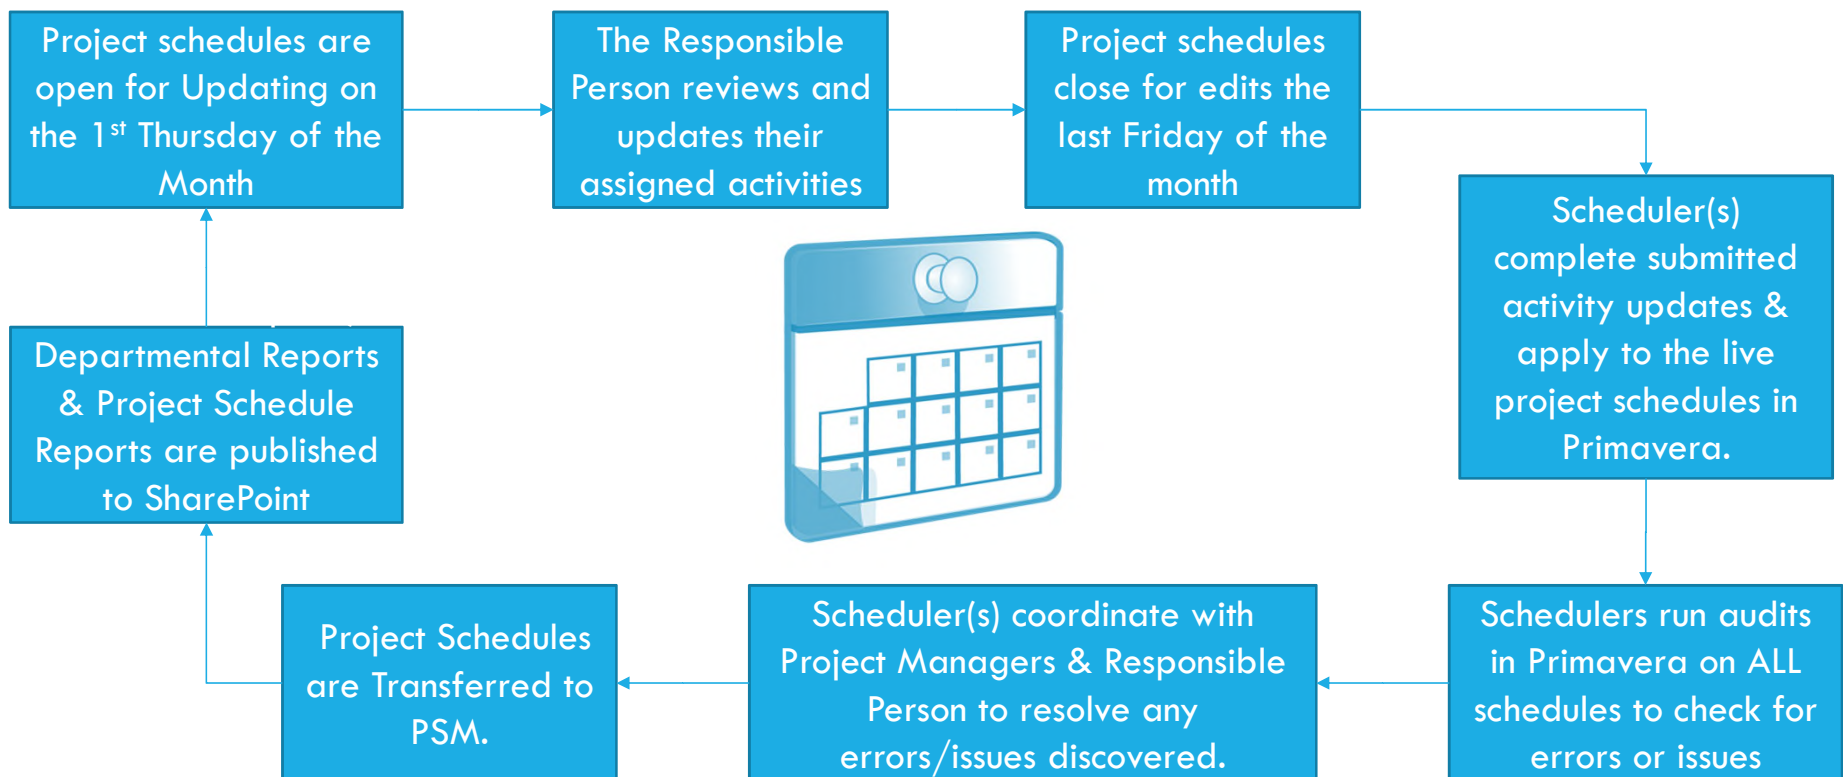 Project schedules are
open for Updating on
the 1st Thursday of the
Month
The Responsible
Person reviews and
updates their
assigned activities
Project schedules
close for edits the
last Friday of the
month
Scheduler(s)
complete submitted
activity updates &
apply to the live
project schedules in
Primavera.
Schedulers run audits
in Primavera on ALL
schedules to check for
errors or issues
Scheduler(s) coordinate with
Project Managers & Responsible
Person to resolve any
errors/issues discovered.
Project Schedules
are Transferred to
PSM.
Departmental Reports
& Project Schedule
Reports are published
to SharePoint